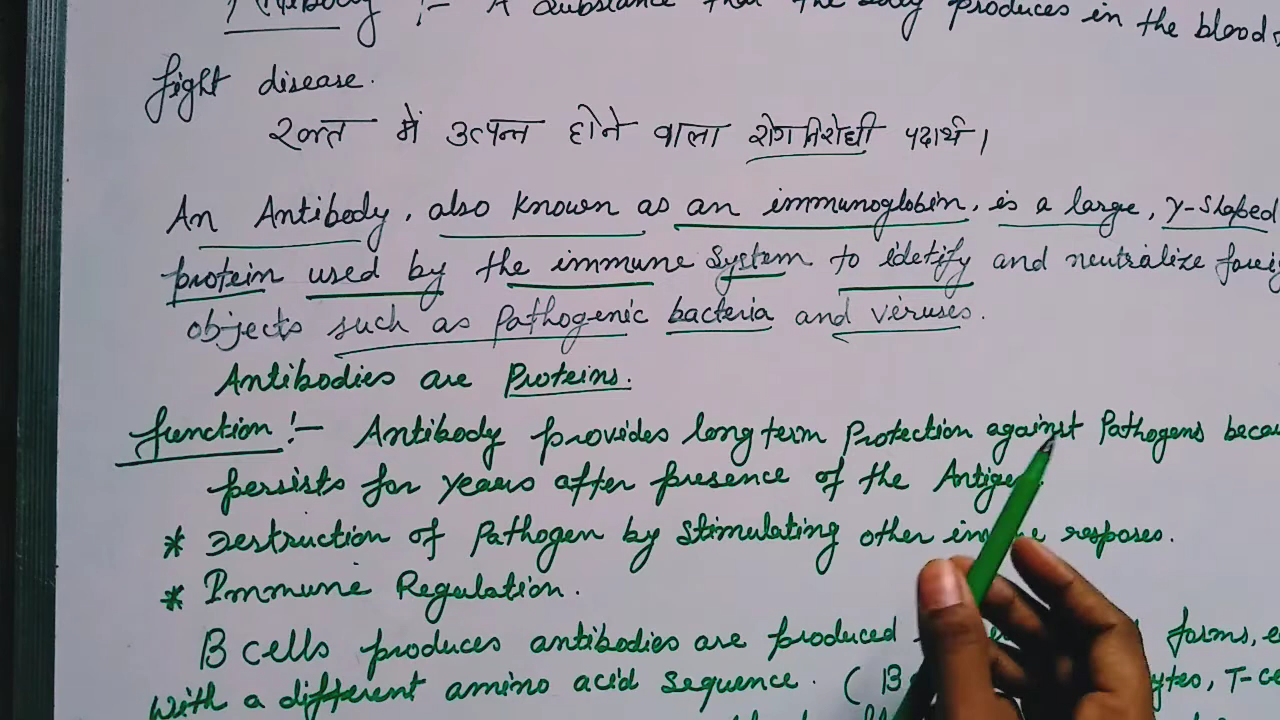 Antibody :- A substance that the body produces in the blood
fight disease.
रक्त में उत्पन्न होने वाला रोग निरोधी पदार्थ।
An Antibody, also known as an immunoglobin, is a large, Y-shaped
protein used by the immune system to idetify and neutralize
objects such as pathogenic bacteria and viruses.
Antibodies are Proteins.
function :- Antibody provides long term Protection against Pathogens
persists for years after presence of the
* Destruction of Pathogen by stimulating other resposes.
* Immune Regulation.
B cells produces antibodies are produced forms,
With a different amino acid sequence. (